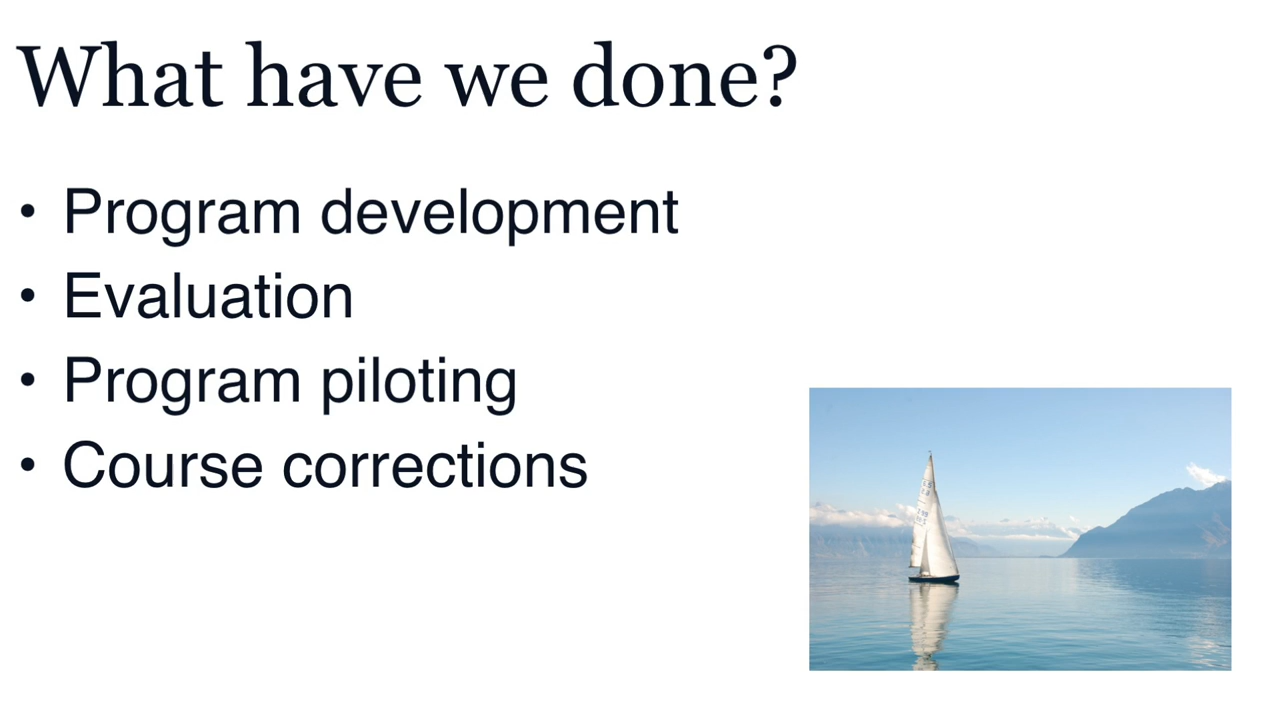 What have we done?
• Program development
• Evaluation
• Program piloting
• Course corrections